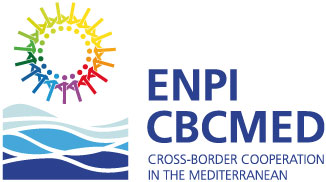 ENPI
CBCMED
CROSS-BORDER COOPERATION
IN THE MEDITERRANEAN